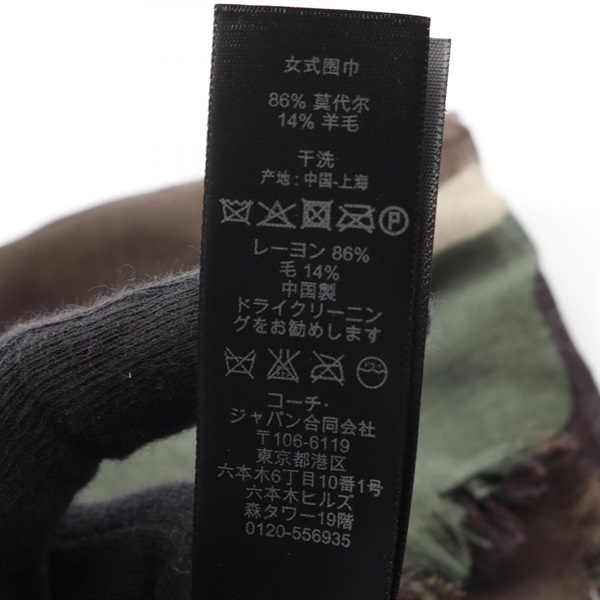 女式围巾
86% 莫代尔
14% 羊毛
干洗
产地:中国-上海
P
レーヨン 86%
毛 14%
中国製
ドライクリーニン
グをお勧めします
コーチ・
ジャパン合同会社
〒106-6119
東京都港区
六本木6丁目10番1号
六本木ヒルズ
森タワー19階
0120-556935